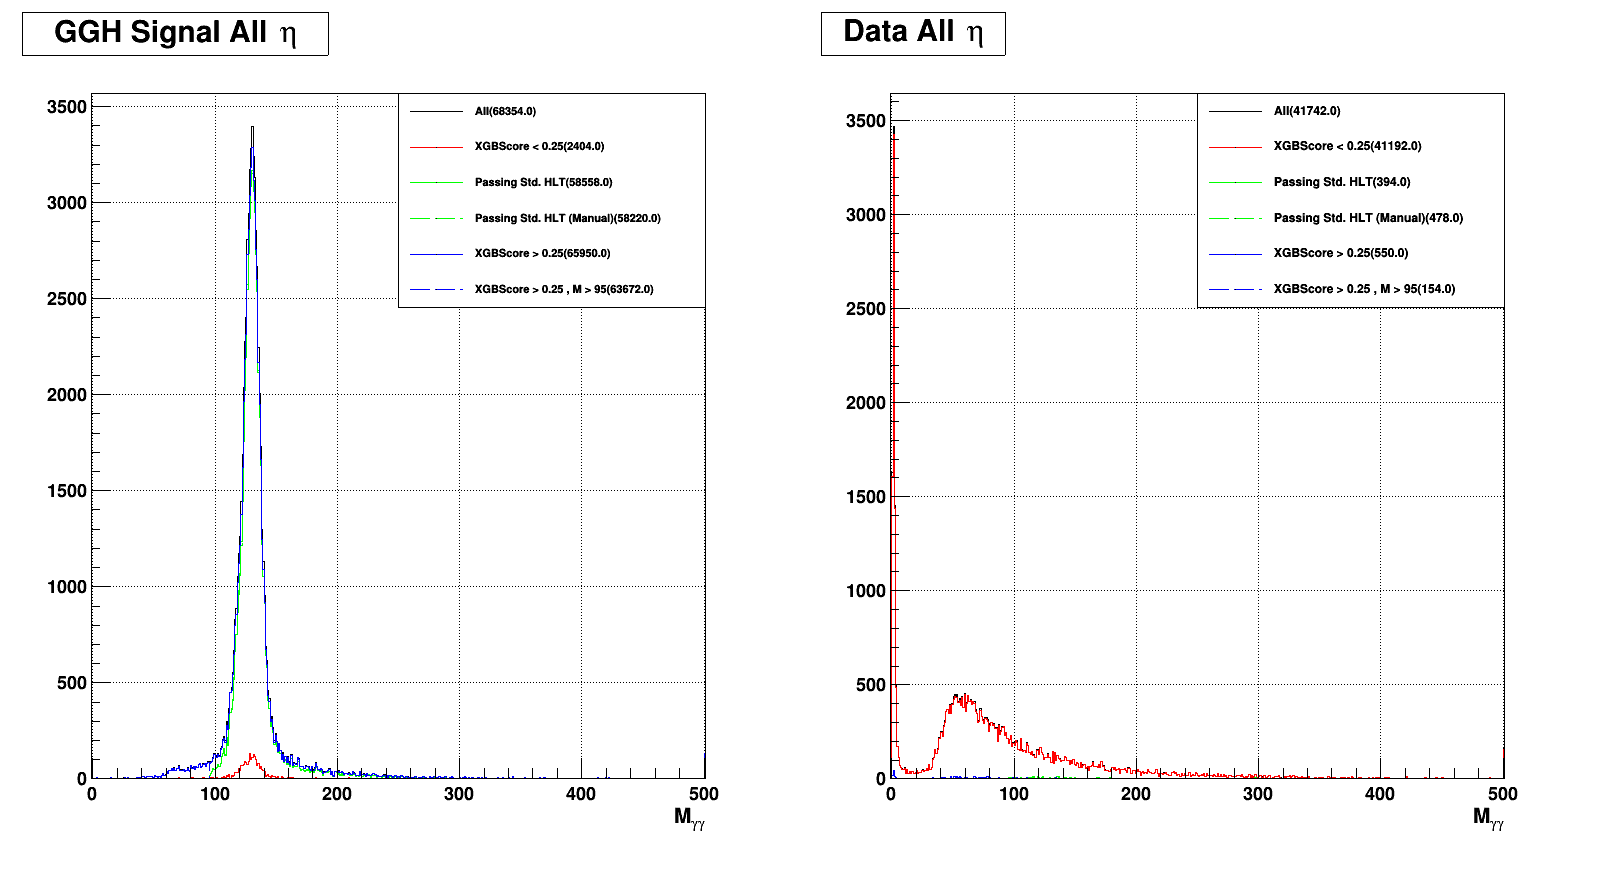 GGH Signal All η
3500
3000
2500
2000
1500
1000
500
0
0 100 200 300 400 500
Mγγ
All(68354.0)
XGBScore < 0.25(2404.0)
Passing Std. HLT(58558.0)
Passing Std. HLT (Manual)(58220.0)
XGBScore > 0.25(65950.0)
XGBScore > 0.25 , M > 95(63672.0)
Data All η
3500
3000
2500
2000
1500
1000
500
0
0 100 200 300 400 500
Mγγ
All(41742.0)
XGBScore < 0.25(41192.0)
Passing Std. HLT(394.0)
Passing Std. HLT (Manual)(478.0)
XGBScore > 0.25(550.0)
XGBScore > 0.25 , M > 95(154.0)